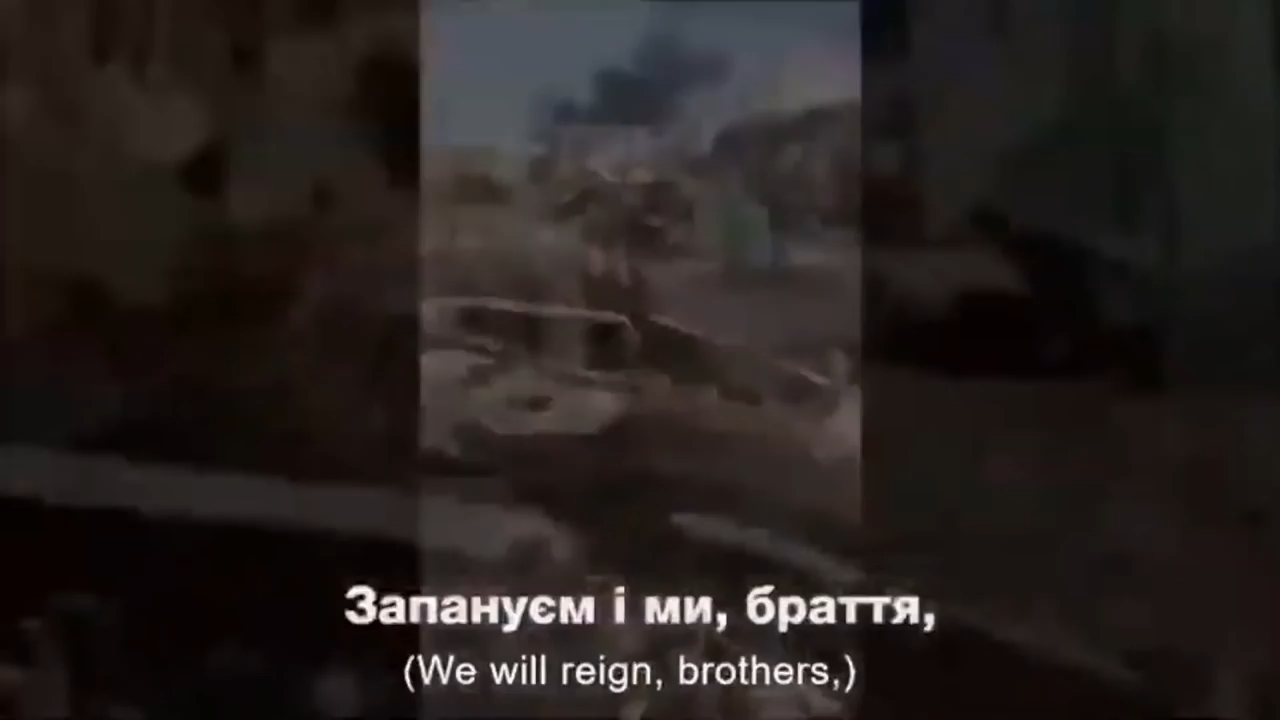 Запануєм і ми, браття,
(We will reign, brothers,)